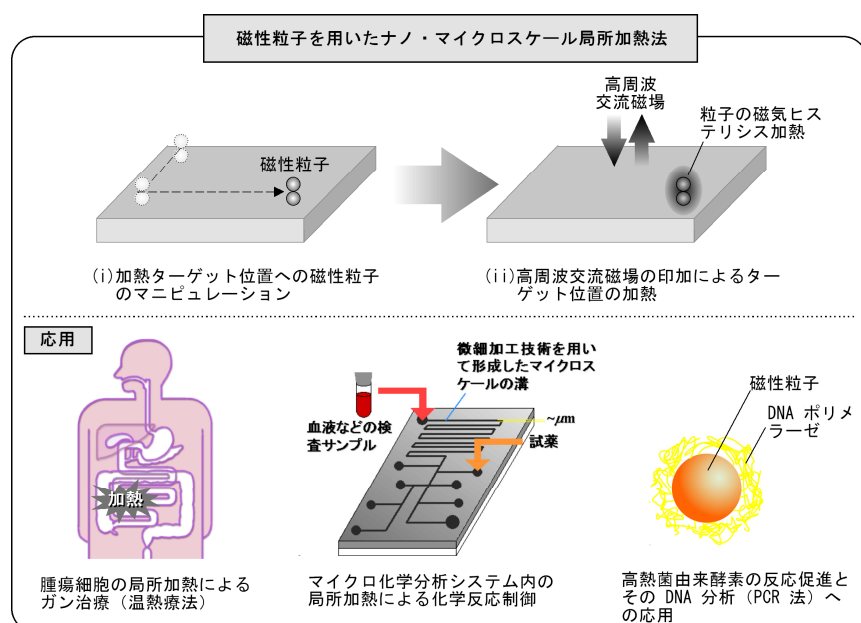 磁性粒子を用いたナノ・マイクロスケール局所加熱法
磁性粒子
(i)加熱ターゲット位置への磁性粒子
のマニピュレーション
高周波
交流磁場
粒子の磁気ヒス
テリシス加熱
(ii)高周波交流磁場の印加によるター
ゲット位置の加熱
応用
加熱
腫瘍細胞の局所加熱による
ガン治療（温熱療法）
微細加工技術を用い
て形成したマイクロス
ケールの溝
血液などの検
査サンプル
~μm
試薬
マイクロ化学分析システム内の
局所加熱による化学反応制御
磁性粒子
DNA ポリメ
ラーゼ
高熱菌由来酵素の反応促進と
その DNA 分析（PCR 法）へ
の応用